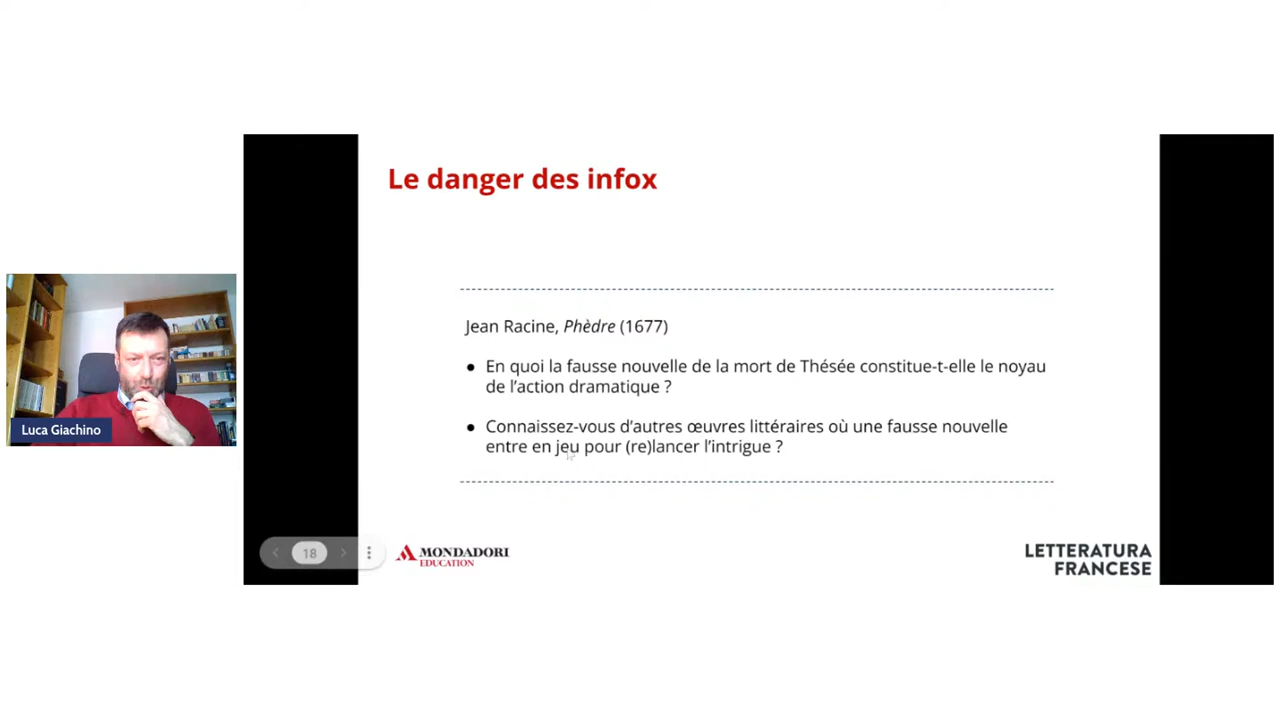 Le danger des infox
Jean Racine, Phèdre (1677)
● En quoi la fausse nouvelle de la mort de Thésée constitue-t-elle le noyau
de l'action dramatique ?
● Connaissez-vous d'autres œuvres littéraires où une fausse nouvelle
entre en jeu pour (re)lancer l'intrigue ?
Luca Giachino
18
MONDADORI
EDUCATION
LETTERATURA
FRANCESE